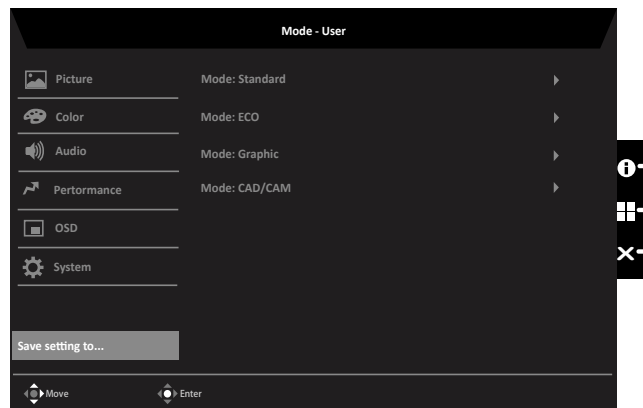 Mode - User
Picture
Mode: Standard
Color
Mode: ECO
Audio
Mode: Graphic
Pertormance
Mode: CAD/CAM
OSD
System
Save setting to...
Move
Enter